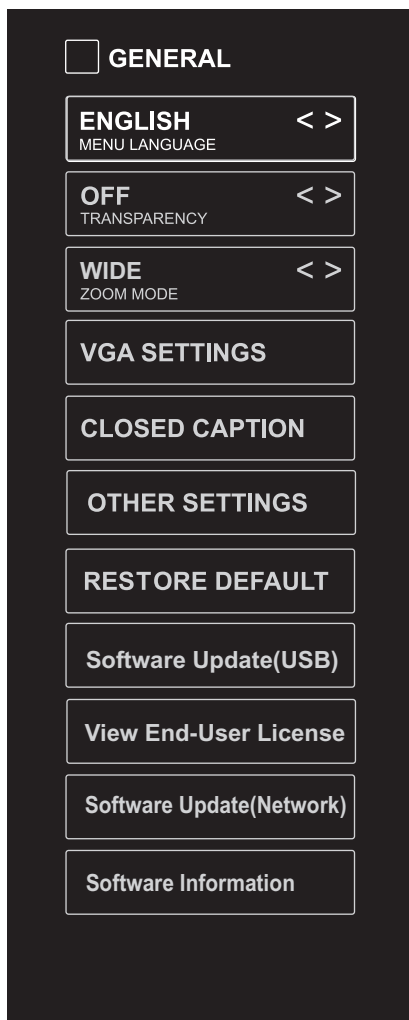 GENERAL
ENGLISH < >
MENU LANGUAGE
OFF < >
TRANSPARENCY
WIDE < >
ZOOM MODE
VGA SETTINGS
CLOSED CAPTION
OTHER SETTINGS
RESTORE DEFAULT
Software Update(USB)
View End-User License
Software Update(Network)
Software Information